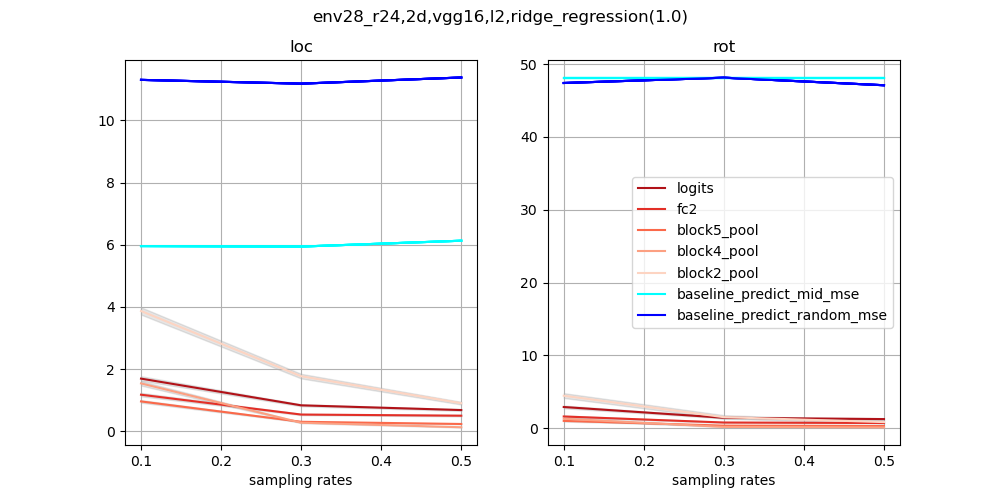 env28_r24,2d,vgg16,l2,ridge_regression(1.0)
loc
10
8
6
4
2
0
0.1 0.2 0.3 0.4 0.5
sampling rates
rot
50
40
30
20
10
0
logits
fc2
block5_pool
block4_pool
block2_pool
baseline_predict_mid_mse
baseline_predict_random_mse
0.1 0.2 0.3 0.4 0.5
sampling rates